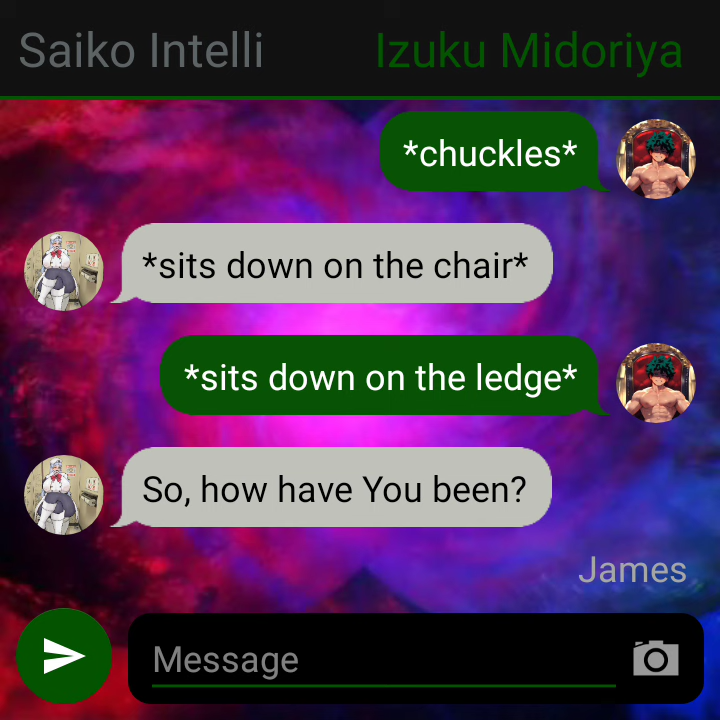 Saiko Intelli
Izuku Midoriya
*chuckles*
*sits down on the chair*
*sits down on the ledge*
So, how have You been?
James
Message